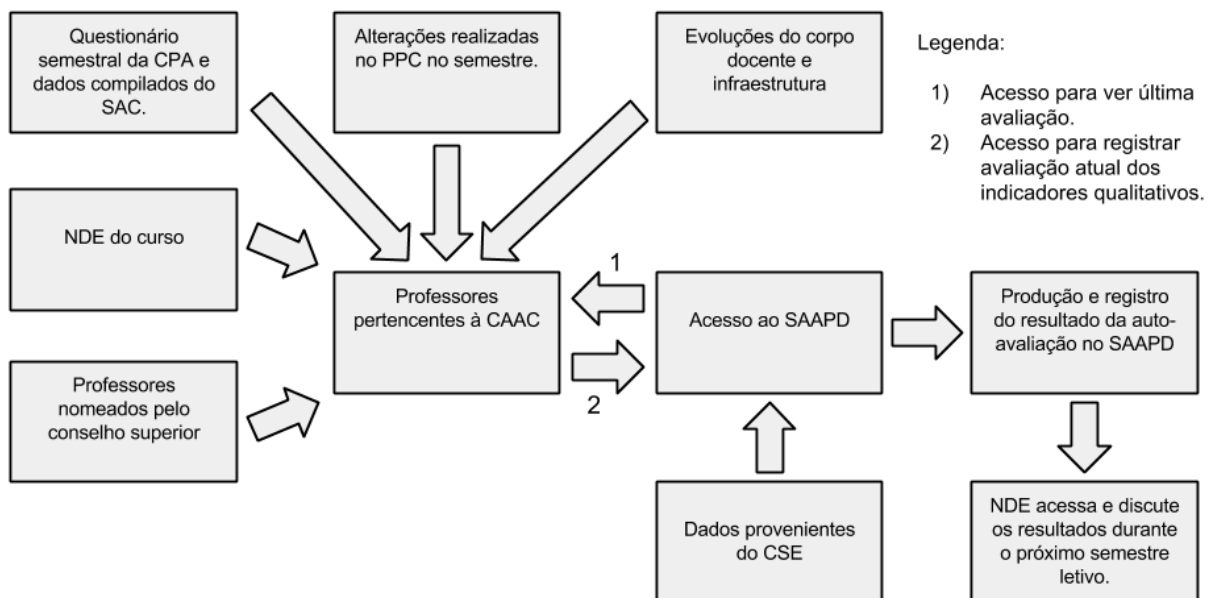 Questionário
semestral da CPA e
dados compilados do
SAC.
Alterações realizadas
no PPC no semestre.
Evoluções do corpo
docente e
infraestrutura
Legenda:
1) Acesso para ver última
avaliação.
2) Acesso para registrar
avaliação atual dos
indicadores qualitativos.
NDE do curso
Professores
pertencentes à CAAC
1
2
Acesso ao SAAPD
Produção e registro
do resultado da auto-
avaliação no SAAPD
Professores
nomeados pelo
conselho superior
Dados provenientes
do CSE
NDE acessa e discute
os resultados durante
o próximo semestre
letivo.